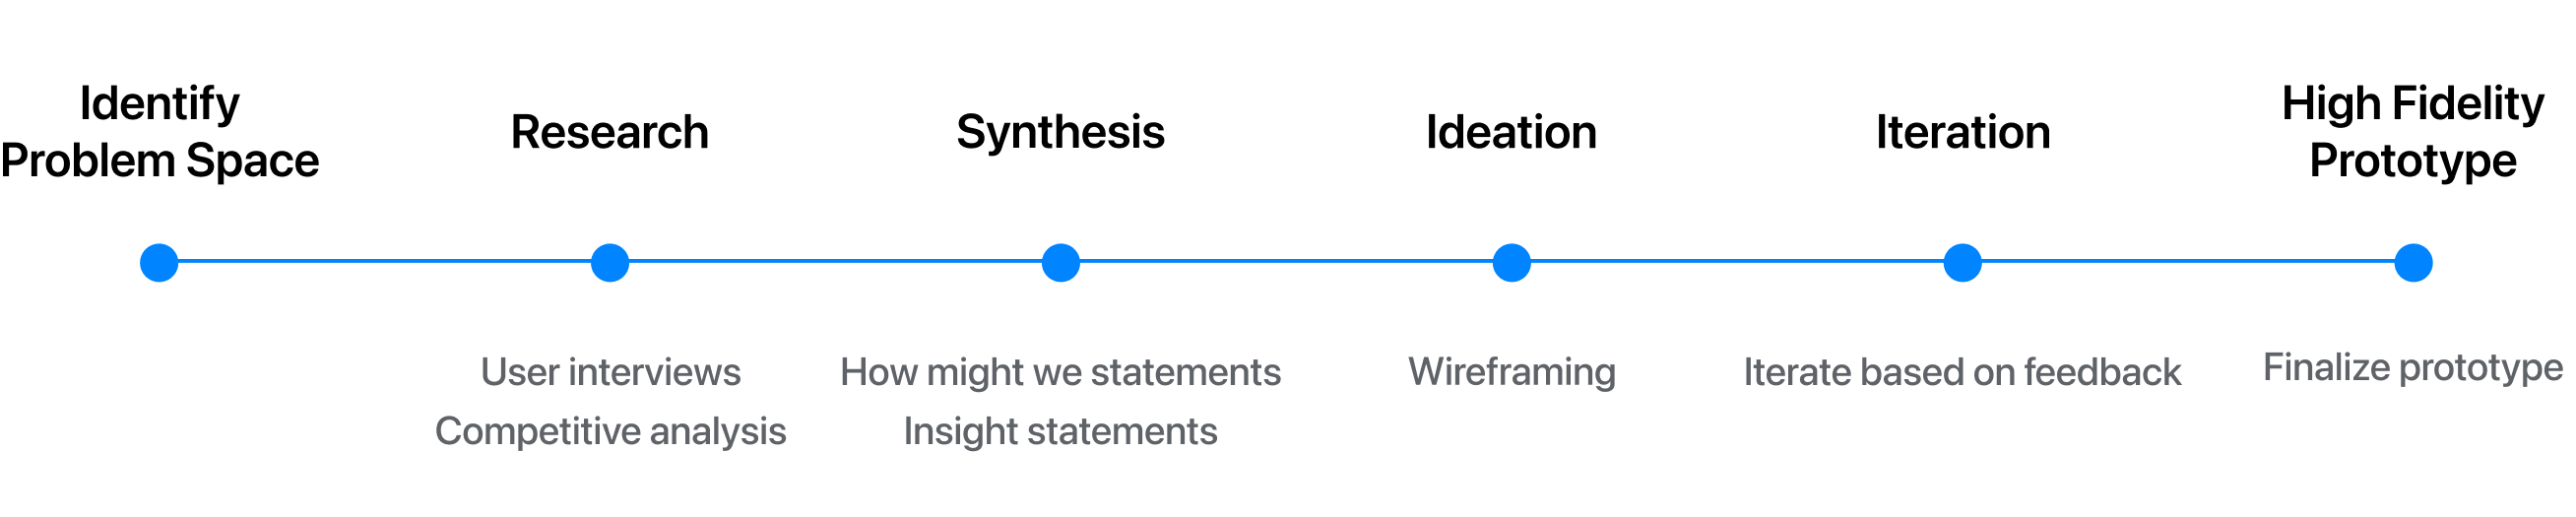 Identify
Problem Space
Research
Synthesis
Ideation
Iteration
High Fidelity
Prototype
User interviews
Competitive analysis
How might we statements
Insight statements
Wireframing
Iterate based on feedback
Finalize prototype